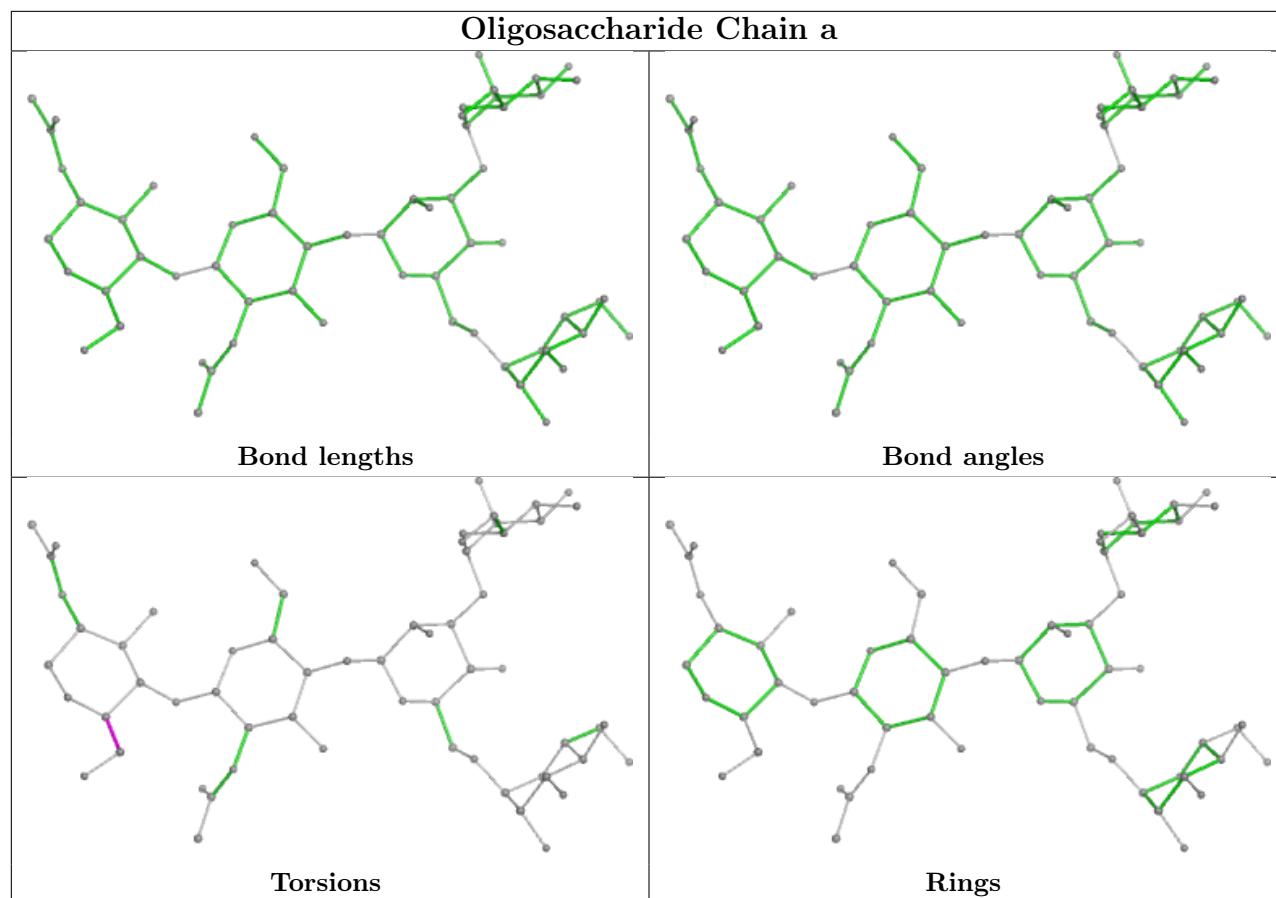 Oligosaccharide Chain a
Bond lengths
Bond angles
Torsions
Rings